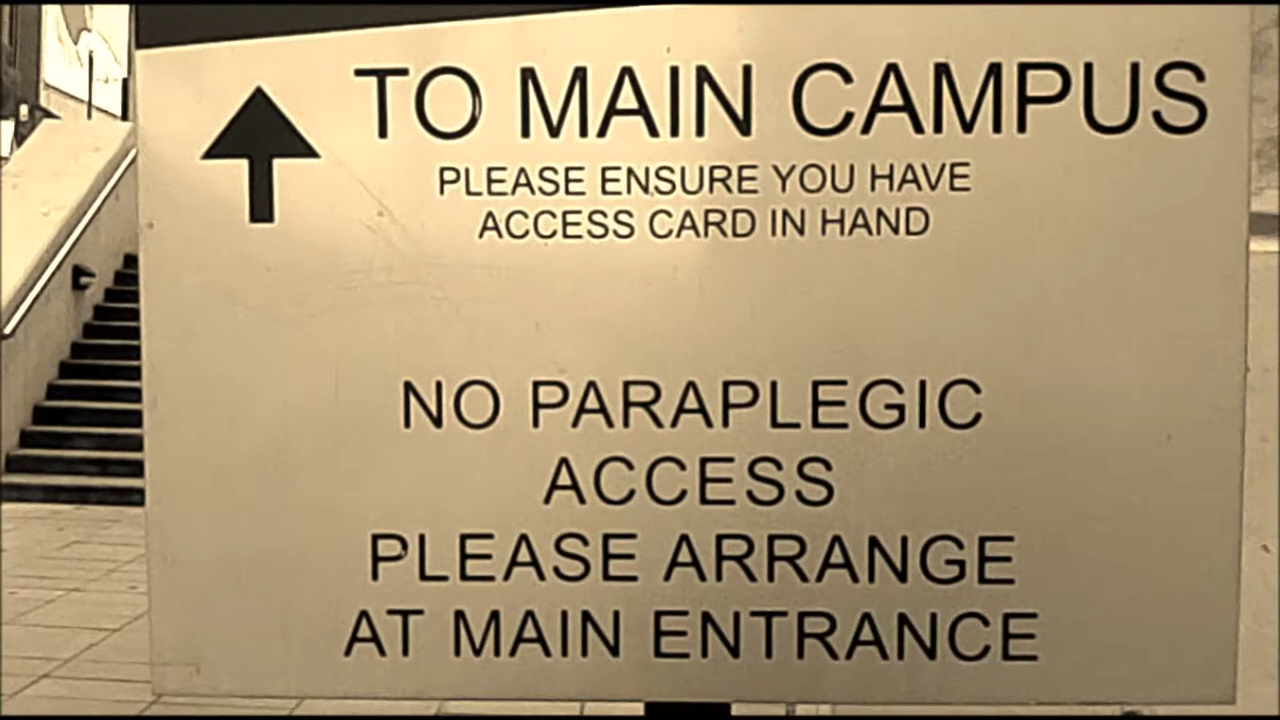 TO MAIN CAMPUS
PLEASE ENSURE YOU HAVE
ACCESS CARD IN HAND
NO PARAPLEGIC
ACCESS
PLEASE ARRANGE
AT MAIN ENTRANCE